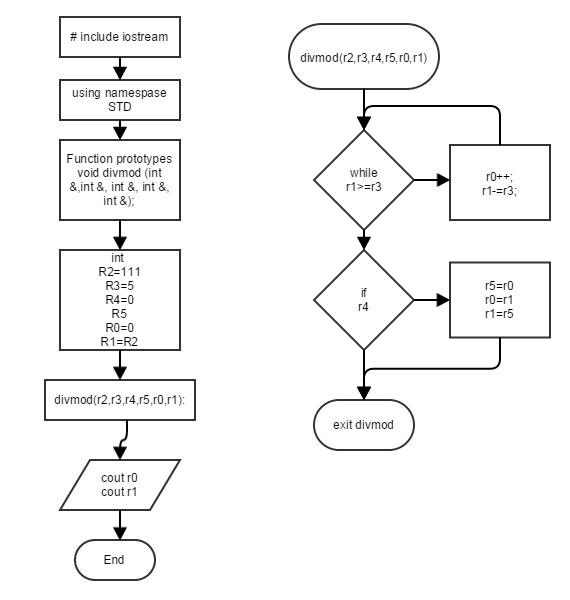 # include iostream
using namespase
STD
Function prototypes
void divmod (int
&,int &, int &, int &,
int &);
int
R2=111
R3=5
R4=0
R5
R0=0
R1=R2
divmod(r2,r3,r4,r5,r0,r1):
cout r0
cout r1
End
divmod(r2,r3,r4,r5,r0,r1)
while
r1>=r3
r0++;
r1-=r3;
if
r4
r5=r0
r0=r1
r1=r5
exit divmod